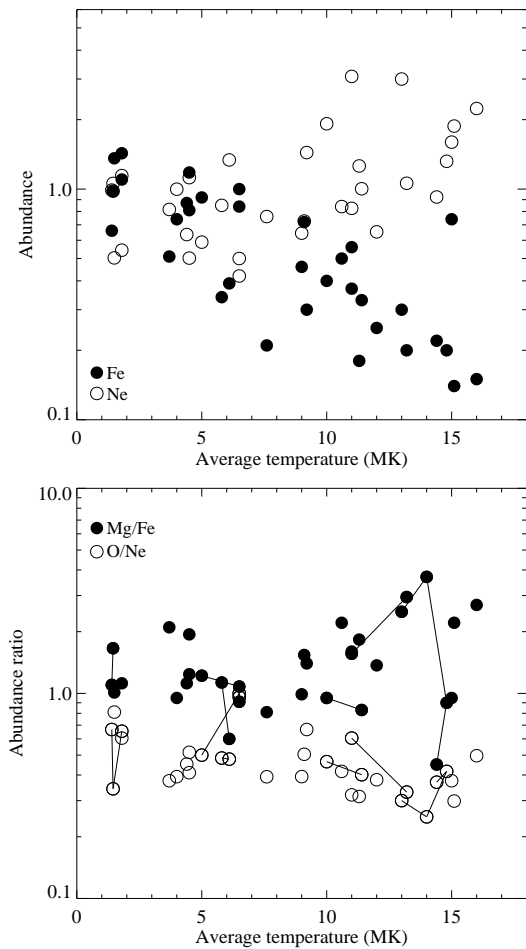 Abundance
1.0
0.1
Fe
Ne
0
5
10
15
Average temperature (MK)
Abundance ratio
10.0
1.0
0.1
Mg/Fe
O/Ne
0
5
10
15
Average temperature (MK)